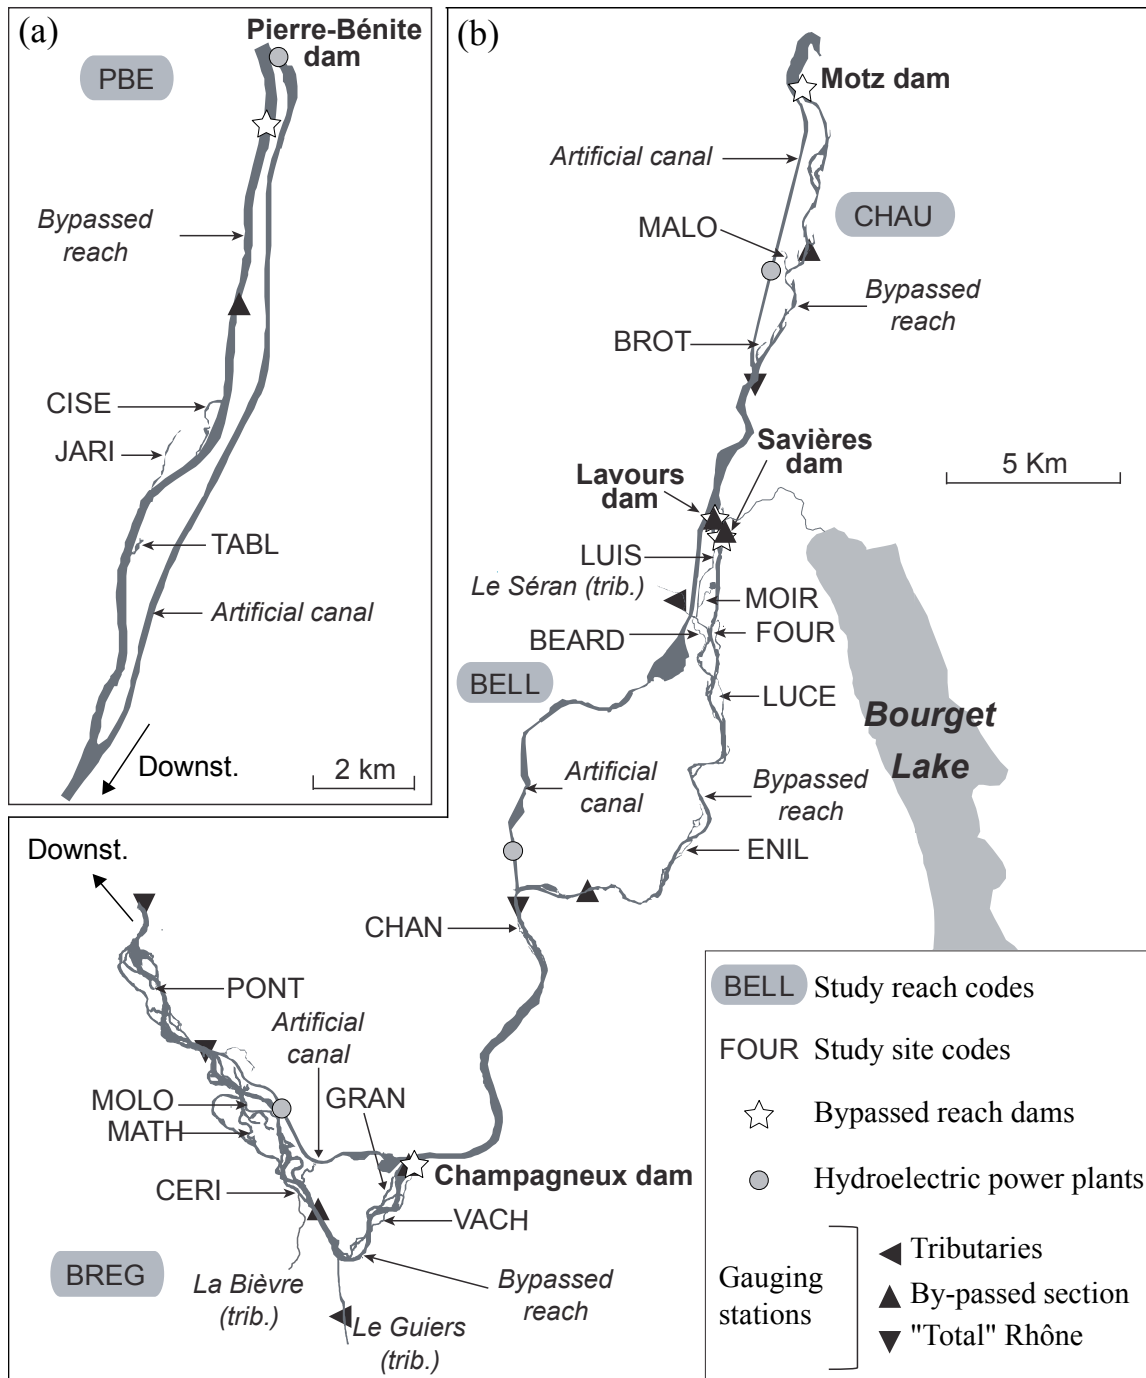 (a)
Pierre-Bénite
dam
PBE
Bypassed
reach
CISE
JARI
TABL
Artificial canal
Downst.
2 km
(b)
Motz dam
Artificial canal
CHAU
MALO
Bypassed
reach
BROT
Savières
dam
5 Km
Lavours
dam
LUIS
Le Séran (trib.)
MOIR
BEARD
FOUR
BELL
LUCE
Bourget
Lake
Artificial
canal
Bypassed
reach
ENIL
CHAN
Downst.
PONT
Artificial
canal
GRAN
MOLO
MATH
CERI
Champagneux dam
VACH
BREG
La Bièvre
(trib.)
Bypassed
reach
Le Guiers
(trib.)
BELL Study reach codes
FOUR Study site codes
Bypassed reach dams
Hydroelectric power plants
Gauging
stations
Tributaries
By-passed section
"Total" Rhône